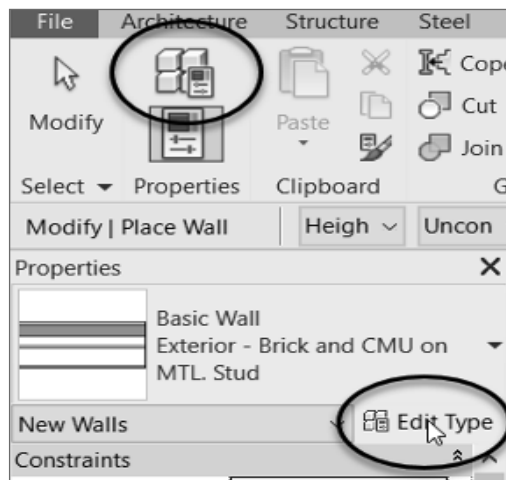 File Architecture Structure Steel
Modify
Paste
Cope
Cut
Join
Select Properties Clipboard G
Modify | Place Wall Heigh Uncon
Properties
Basic Wall
Exterior - Brick and CMU on
MTL. Stud
New Walls Edit Type
Constraints